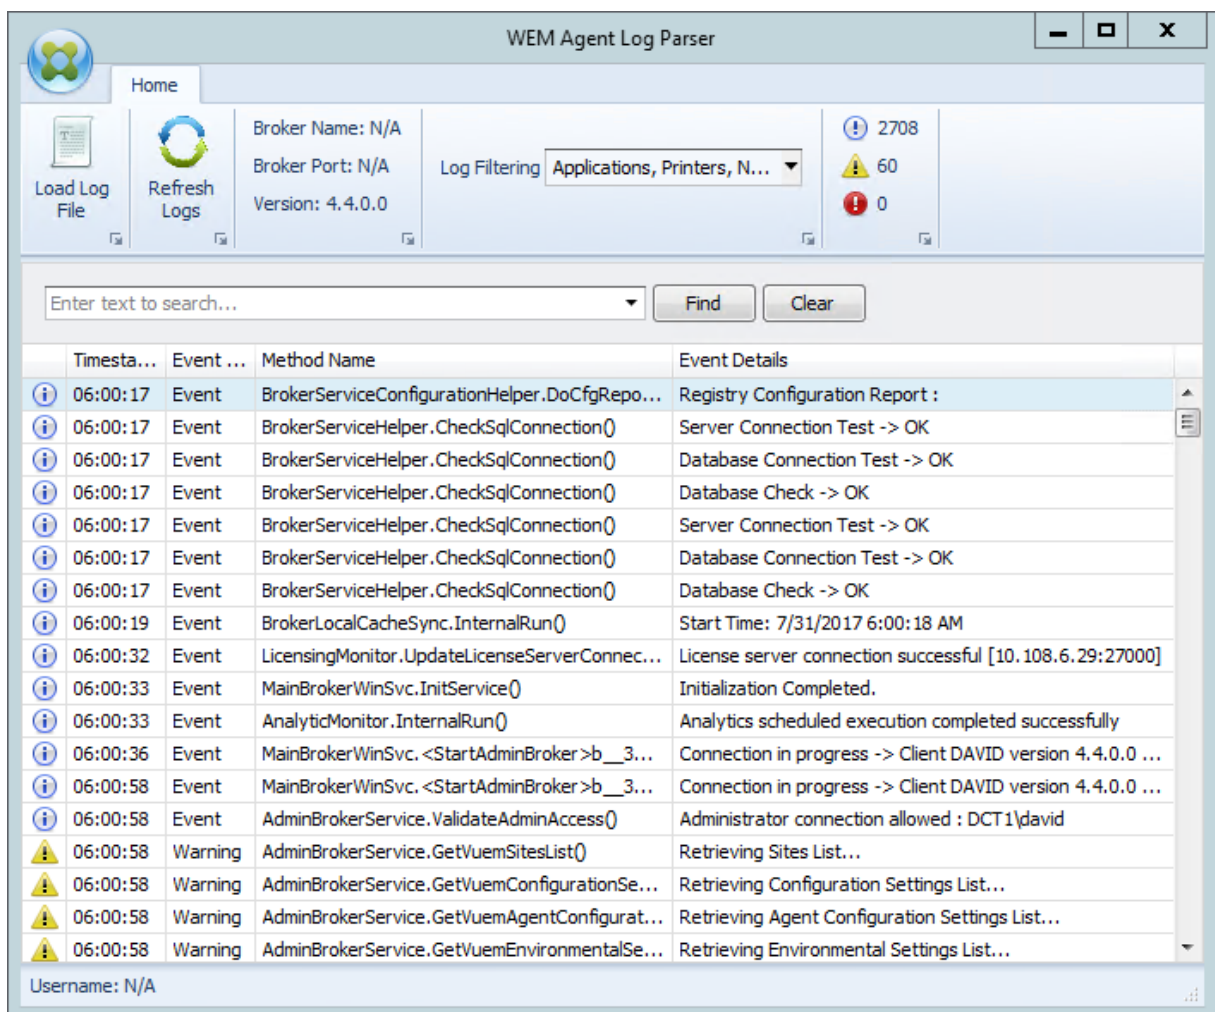 WEM Agent Log Parser
Home
Load Log File
Refresh Logs
Broker Name: N/A
Broker Port: N/A
Version: 4.4.0.0
Log Filtering Applications, Printers, N...
2708
60
0
Enter text to search...
Find
Clear
Timesta... Event ... Method Name Event Details
06:00:17 Event BrokerServiceConfigurationHelper.DoCfgRepo... Registry Configuration Report :
06:00:17 Event BrokerServiceHelper.CheckSqlConnection() Server Connection Test -> OK
06:00:17 Event BrokerServiceHelper.CheckSqlConnection() Database Connection Test -> OK
06:00:17 Event BrokerServiceHelper.CheckSqlConnection() Database Check -> OK
06:00:17 Event BrokerServiceHelper.CheckSqlConnection() Server Connection Test -> OK
06:00:17 Event BrokerServiceHelper.CheckSqlConnection() Database Connection Test -> OK
06:00:17 Event BrokerServiceHelper.CheckSqlConnection() Database Check -> OK
06:00:19 Event BrokerLocalCacheSync.InternalRun() Start Time: 7/31/2017 6:00:18 AM
06:00:32 Event LicensingMonitor.UpdateLicenseServerConnec... License server connection successful [10.108.6.29:27000]
06:00:33 Event MainBrokerWinSvc.InitService() Initialization Completed.
06:00:33 Event AnalyticMonitor.InternalRun() Analytics scheduled execution completed successfully
06:00:36 Event MainBrokerWinSvc.<StartAdminBroker>b__3... Connection in progress -> Client DAVID version 4.4.0.0 ...
06:00:58 Event MainBrokerWinSvc.<StartAdminBroker>b__3... Connection in progress -> Client DAVID version 4.4.0.0 ...
06:00:58 Event AdminBrokerService.ValidateAdminAccess() Administrator connection allowed : DCT1\david
06:00:58 Warning AdminBrokerService.GetVuemSitesList() Retrieving Sites List...
06:00:58 Warning AdminBrokerService.GetVuemConfigurationSe... Retrieving Configuration Settings List...
06:00:58 Warning AdminBrokerService.GetVuemAgentConfigurat... Retrieving Agent Configuration Settings List...
06:00:58 Warning AdminBrokerService.GetVuemEnvironmentalSe... Retrieving Environmental Settings List...
Username: N/A